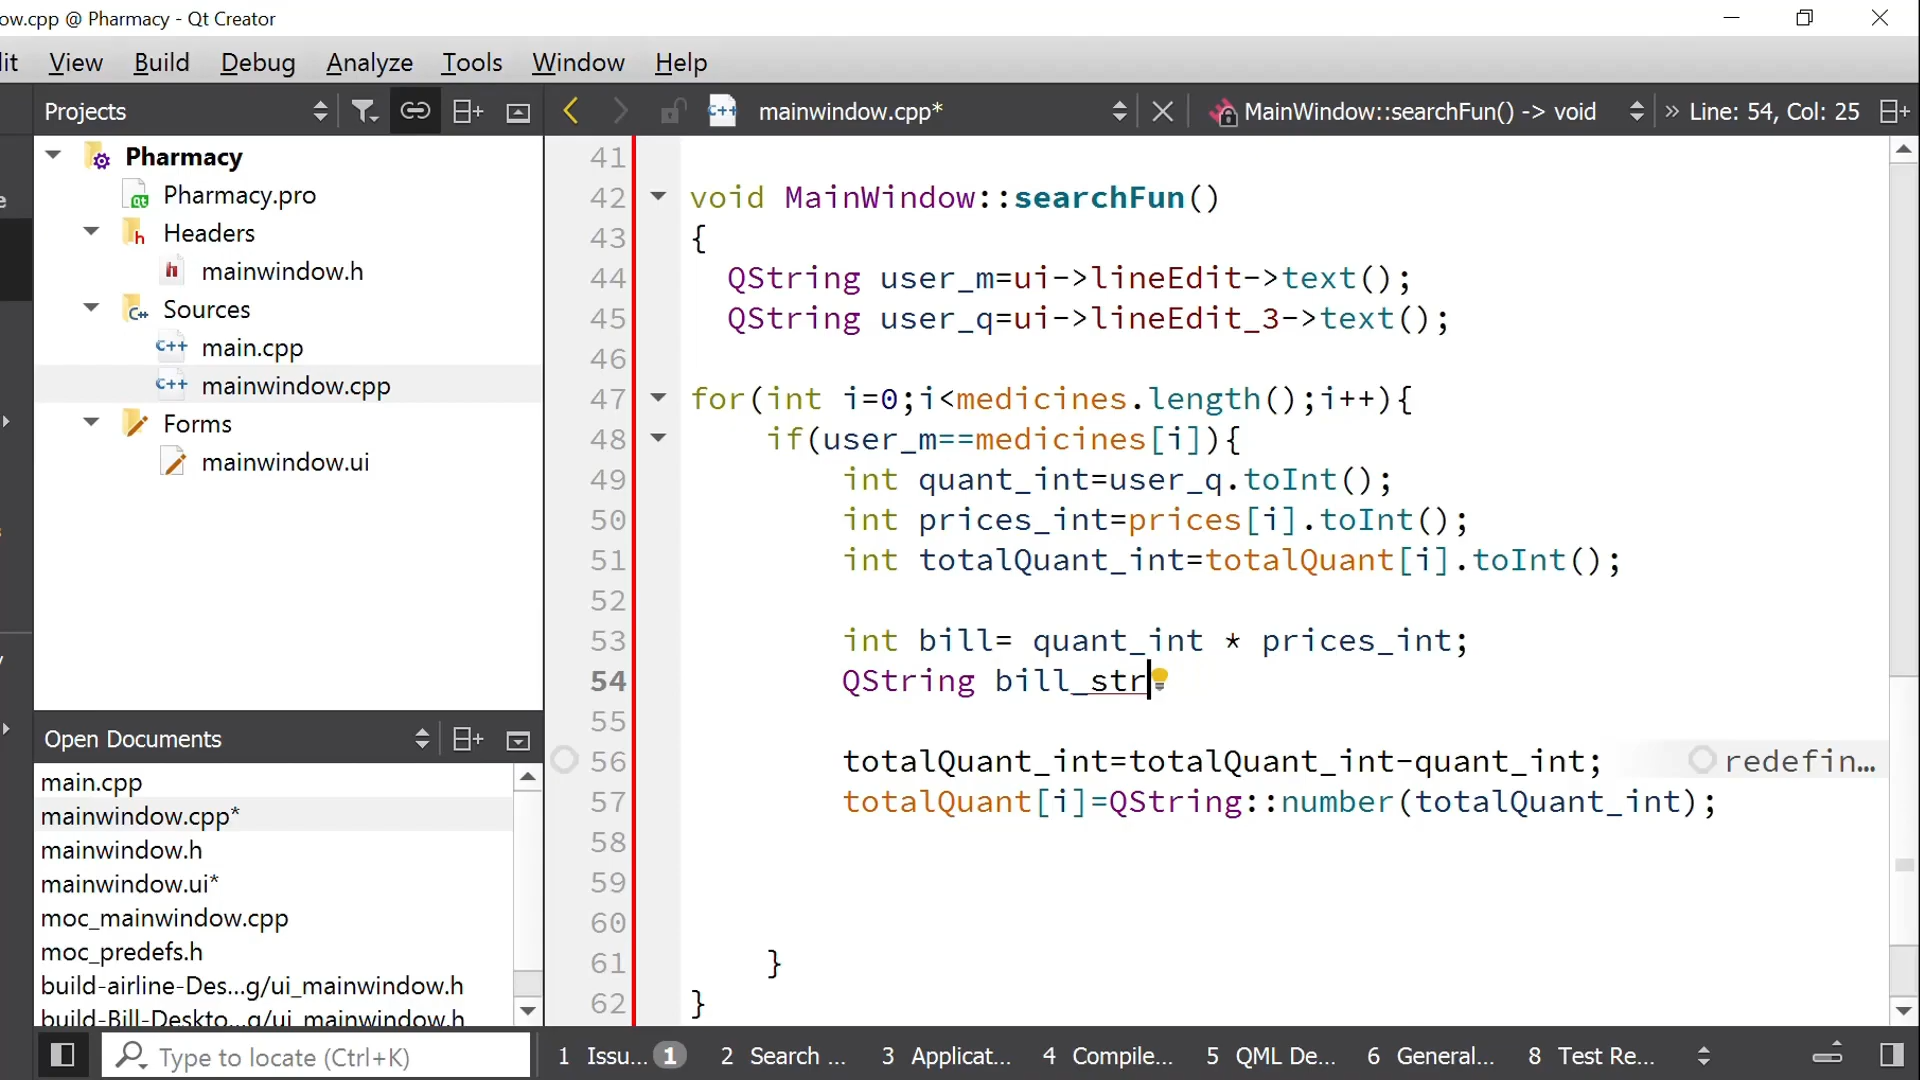 ow.cpp @ Pharmacy - Qt Creator
it View Build Debug Analyze Tools Window Help
Projects
mainwindow.cpp*
MainWindow::searchFun() -> void
» Line: 54, Col: 25
Pharmacy
Pharmacy.pro
Headers
mainwindow.h
Sources
main.cpp
mainwindow.cpp
Forms
mainwindow.ui
Open Documents
main.cpp
mainwindow.cpp*
mainwindow.h
mainwindow.ui*
moc_mainwindow.cpp
moc_predefs.h
build-airline-Des...g/ui_mainwindow.h
build-Bill-Deskto...g/ui_mainwindow.h
41
42 void MainWindow::searchFun()
43 {
44 QString user_m=ui->lineEdit->text();
45 QString user_q=ui->lineEdit_3->text();
46
47 for(int i=0;i<medicines.length();i++){
48 if(user_m==medicines[i]){
49 int quant_int=user_q.toInt();
50 int prices_int=prices[i].toInt();
51 int totalQuant_int=totalQuant[i].toInt();
52
53 int bill= quant_int * prices_int;
54 QString bill_str
55
56 totalQuant_int=totalQuant_int-quant_int; redefin...
57 totalQuant[i]=QString::number(totalQuant_int);
58
59
60
61 }
62 }
Type to locate (Ctrl+K)
1 Issu... 1 2 Search ... 3 Applicat... 4 Compile... 5 QML De... 6 General... 8 Test Re...